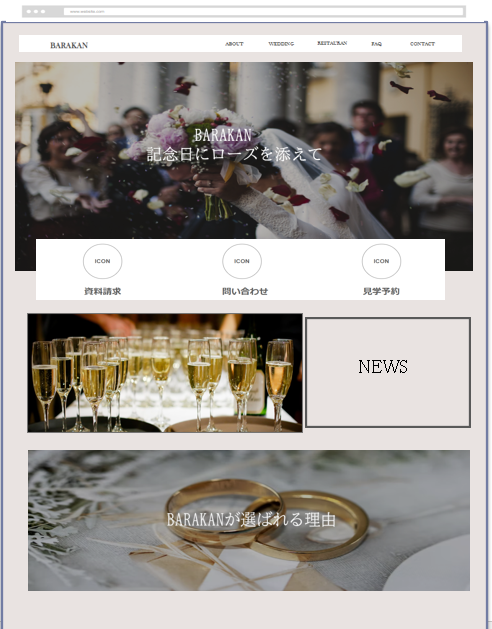 BARAKAN
ABOUT WEDDING RESTAURAN FAQ CONTACT
BARAKAN
記念日にローズを添えて
ICON ICON ICON
資料請求 問い合わせ 見学予約
NEWS
BARAKANが選ばれる理由